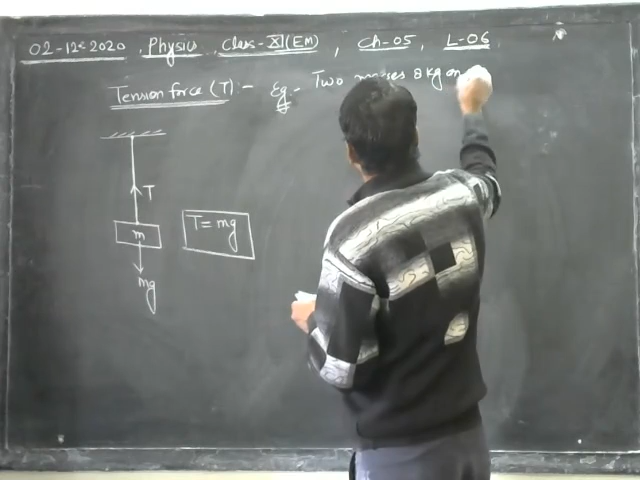 02-12-2020, Physics, Class-XI(EM), Ch-05, L-06
Tension force (T) - Eg - Two masses 8 kg an
T
m
T = mg
mg